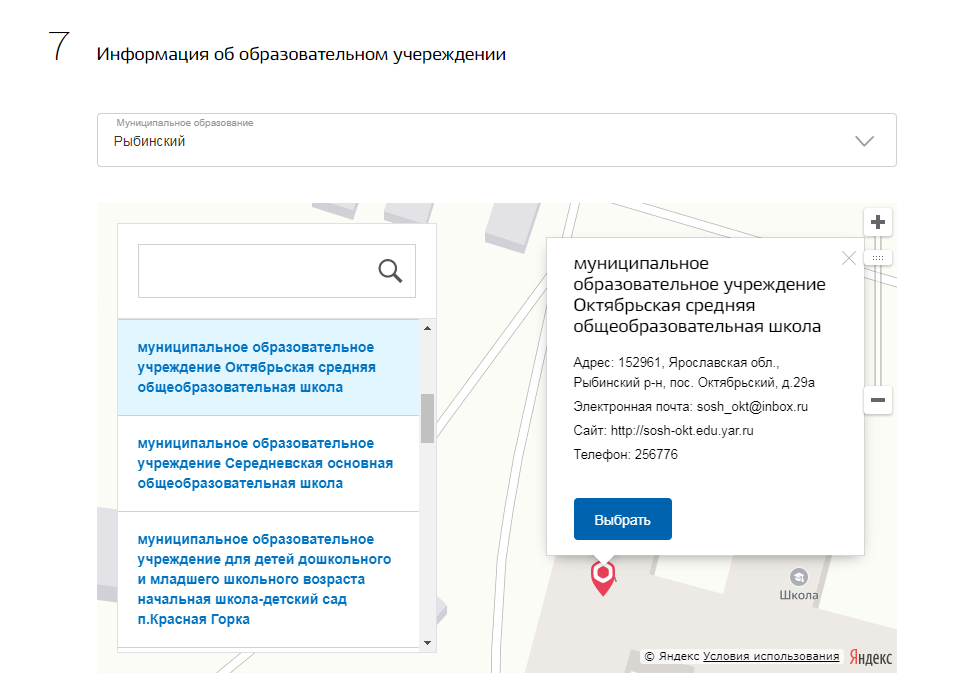 7
Информация об образовательном учереждении
Муниципальное образование
Рыбинский
муниципальное образовательное
учреждение Октябрьская средняя
общеобразовательная школа
муниципальное образовательное
учреждение Середневская основная
общеобразовательная школа
муниципальное образовательное
учреждение для детей дошкольного
и младшего школьного возраста
начальная школа-детский сад
п.Красная Горка
муниципальное
образовательное учреждение
Октябрьская средняя
общеобразовательная школа
Адрес: 152961, Ярославская обл.,
Рыбинский р-н, пос. Октябрьский, д.29а
Электронная почта: sosh_okt@inbox.ru
Сайт: http://sosh-okt.edu.yar.ru
Телефон: 256776
Выбрать
Школа
© Яндекс Условия использования Яндекс